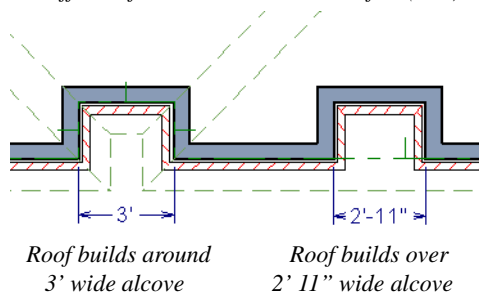 3'
2'-11"
Roof builds around
3’ wide alcove
Roof builds over
2’ 11” wide alcove